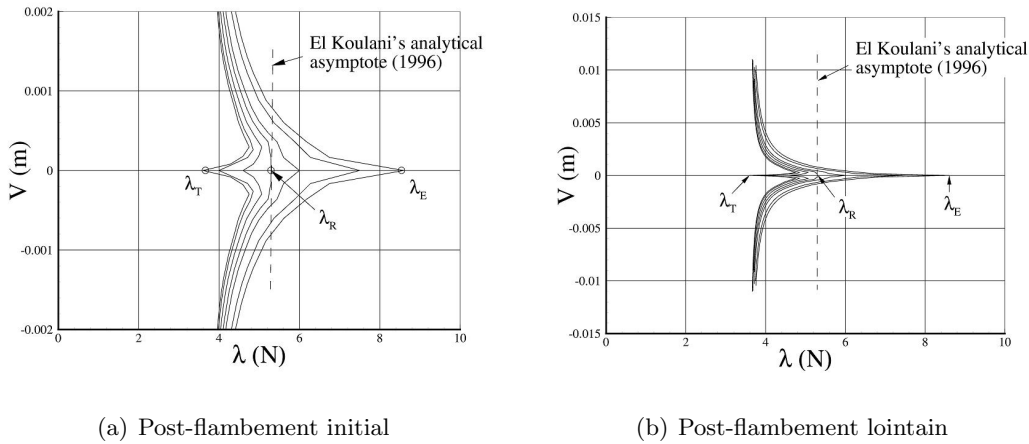 0.002
0.001
0
-0.001
-0.002
V (m)
0 2 4 6 8 10
λ (N)
El Koulani's analytical
asymptote (1996)
λT
λR
λE
(a) Post-flambement initial
0.015
0.01
0.005
0
-0.005
-0.01
-0.015
V (m)
0 2 4 6 8 10
λ (N)
El Koulani's analytical
asymptote (1996)
λT
λR
λE
(b) Post-flambement lointain